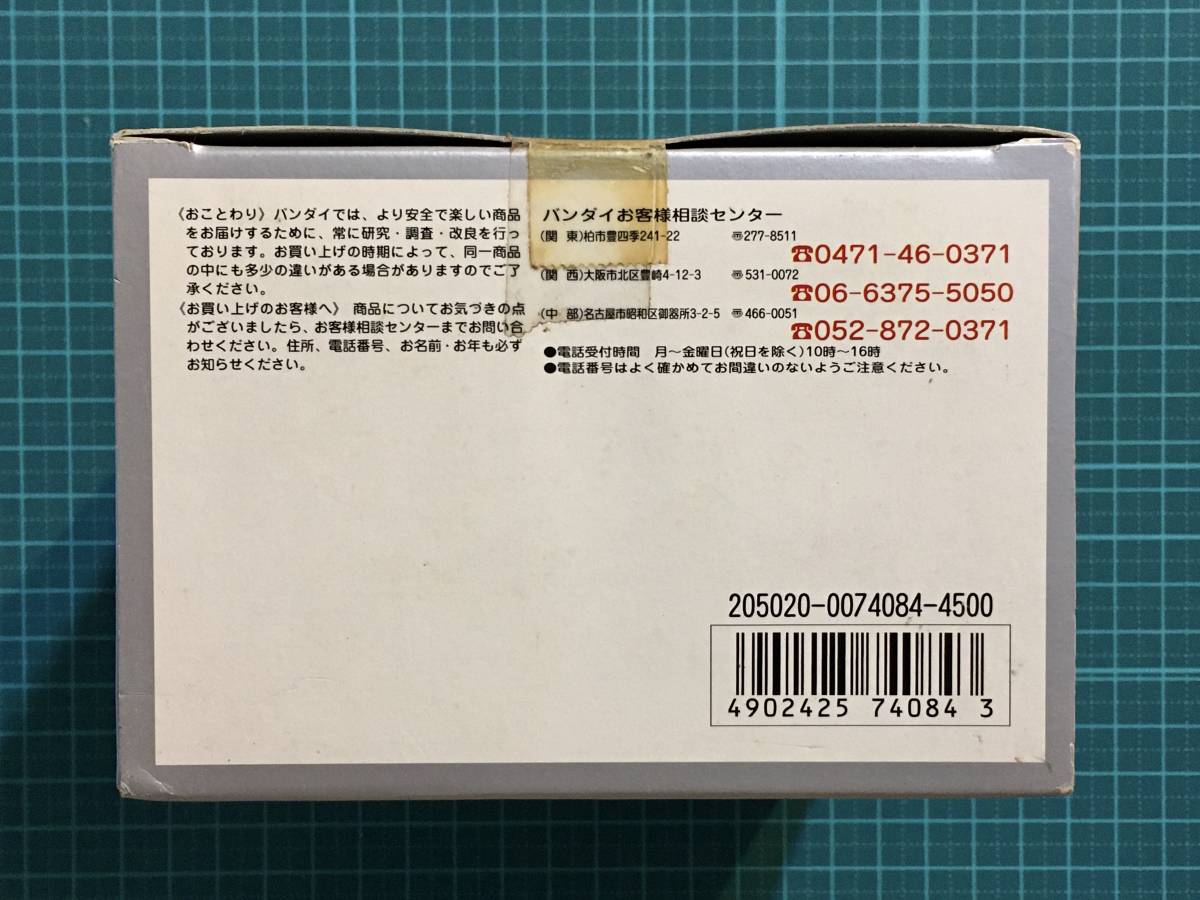 《おことわり》バンダイでは、より安全で楽しい商品
をお届けするために、常に研究・調査・改良を行っ
ております。お買い上げの時期によって、同一商品
の中にも多少の違いがある場合がありますのでご了
承ください。
《お買い上げのお客様へ》 商品についてお気づきの点
がございましたら、お客様相談センターまでお問い合
わせください。住所、電話番号、お名前・お年も必ず
お知らせください。
バンダイお客様相談センター
(関 東)柏市豊四季241-22 〠277-8511
☎0471-46-0371
(関 西)大阪市北区豊崎4-12-3 〠531-0072
☎06-6375-5050
(中 部)名古屋市昭和区御器所3-2-5 〠466-0051
☎052-872-0371
●電話受付時間 月〜金曜日(祝日を除く)10時〜16時
●電話番号はよく確かめてお間違いのないようご注意ください。
205020-0074084-4500
4902425 74084 3